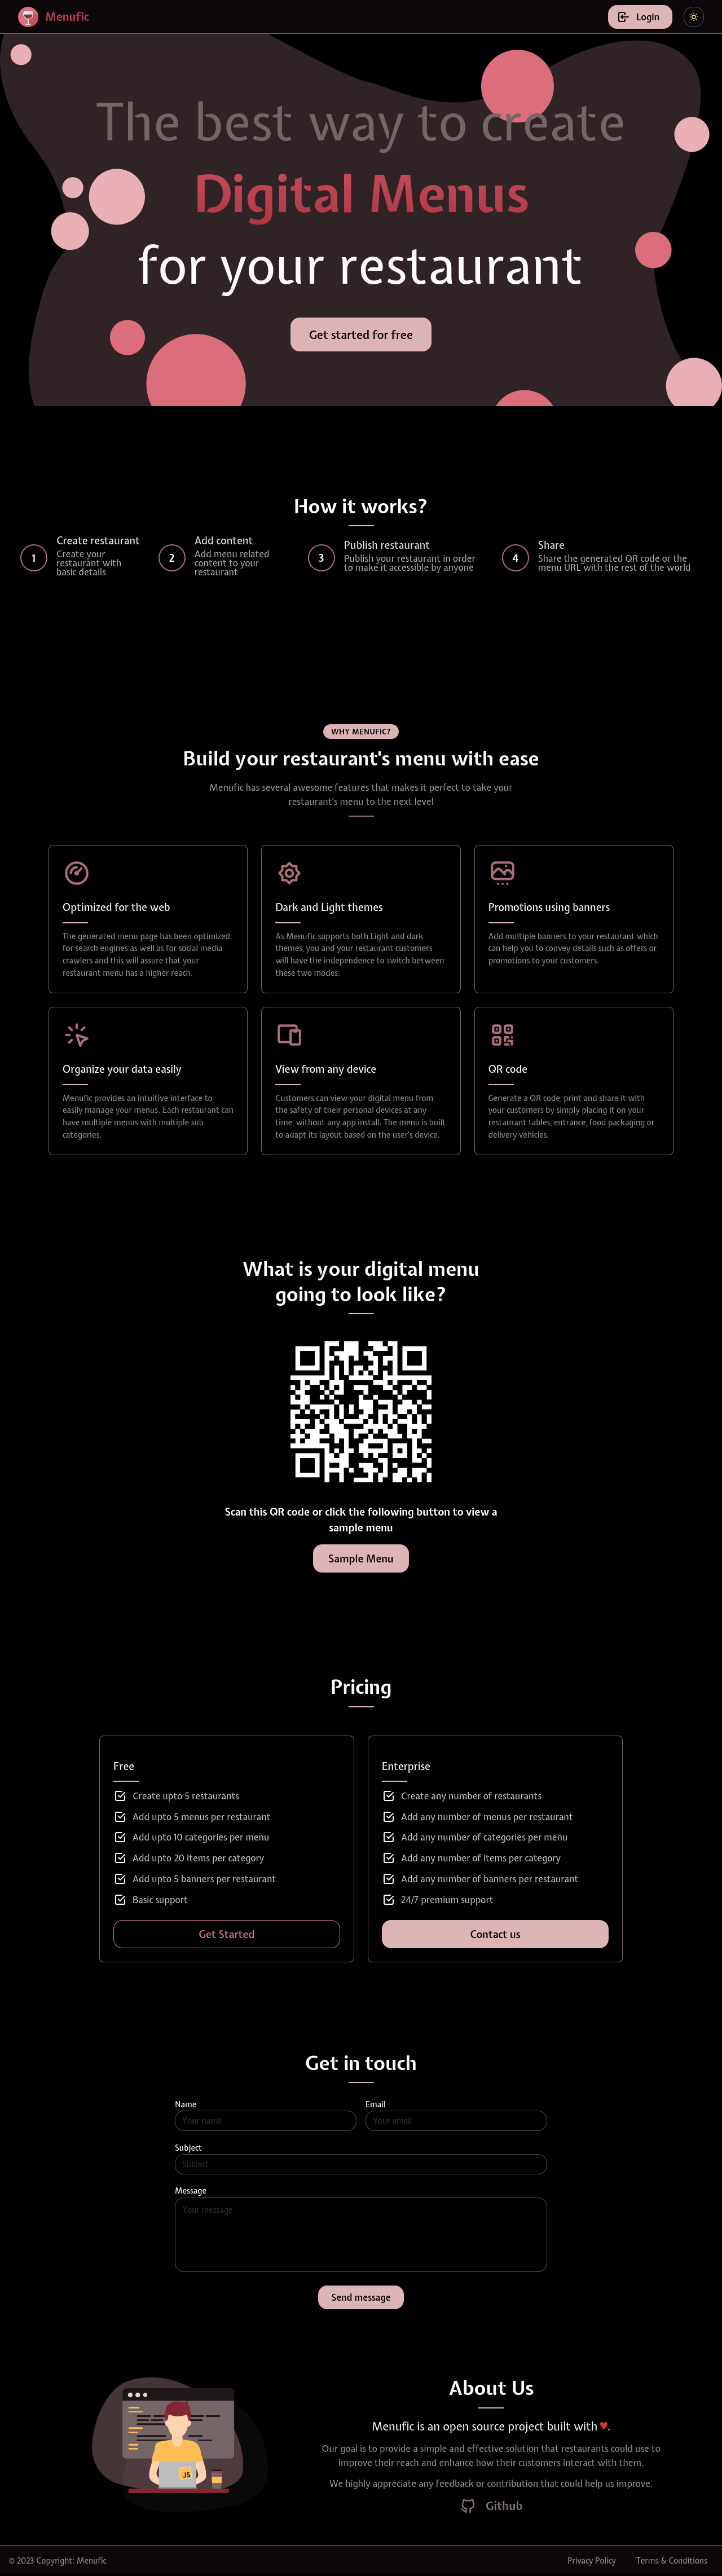 Menufic
Login
The best way to create
Digital Menus
for your restaurant
Get started for free
How it works?
1
Create restaurant
Create your
restaurant with
basic details
2
Add content
Add menu related
content to your
restaurant
3
Publish restaurant
Publish your restaurant in order
to make it accessible by anyone
4
Share
Share the generated QR code or the
menu URL with the rest of the world
WHY MENUFIC?
Build your restaurant's menu with ease
Menufic has several awesome features that makes it perfect to take your
restaurant's menu to the next level
Optimized for the web
The generated menu page has been optimized
for search engines as well as for social media
crawlers and this will assure that your
restaurant menu has a higher reach.
Dark and Light themes
As Menufic supports both Light and dark
themes, you and your restaurant customers
will have the independence to switch between
these two modes.
Promotions using banners
Add multiple banners to your restaurant which
can help you to convey details such as offers or
promotions to your customers.
Organize your data easily
Menufic provides an intuitive interface to
easily manage your menus. Each restaurant can
have multiple menus with multiple sub
categories.
View from any device
Customers can view your digital menu from
the safety of their personal devices at any
time, without any app install. The menu is built
to adapt its layout based on the user's device.
QR code
Generate a QR code, print and share it with
your customers by simply placing it on your
restaurant tables, entrance, food packaging or
delivery vehicles.
What is your digital menu
going to look like?
Scan this QR code or click the following button to view a
sample menu
Sample Menu
Pricing
Free
Create upto 5 restaurants
Add upto 5 menus per restaurant
Add upto 10 categories per menu
Add upto 20 items per category
Add upto 5 banners per restaurant
Basic support
Get Started
Enterprise
Create any number of restaurants
Add any number of menus per restaurant
Add any number of categories per menu
Add any number of items per category
Add any number of banners per restaurant
24/7 premium support
Contact us
Get in touch
Name
Your name
Email
Your email
Subject
Subject
Message
Your message
Send message
JS
About Us
Menufic is an open source project built with ♥.
Our goal is to provide a simple and effective solution that restaurants could use to
improve their reach and enhance how their customers interact with them.
We highly appreciate any feedback or contribution that could help us improve.
Github
© 2023 Copyright: Menufic
Privacy Policy
Terms & Conditions